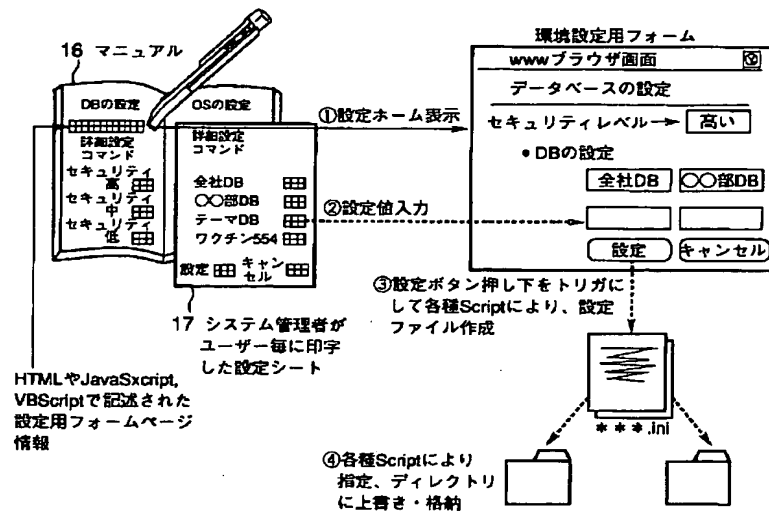 16 マニュアル
DBの設定
詳細設定
コマンド
セキュリティ
高
セキュリティ
中
セキュリティ
低
OSの設定
詳細設定
コマンド
全社DB
○○部DB
テーマDB
ワクチン554
設定
キャン
セル
17 システム管理者が
ユーザー毎に印字
した設定シート
HTMLやJavaSxcript,
VBScriptで記述された
設定用フォームページ
情報
①設定ホーム表示
②設定値入力
環境設定用フォーム
wwwブラウザ画面
データベースの設定
セキュリティレベル
高い
•DBの設定
全社DB
○○部DB
設定
キャンセル
③設定ボタン押し下をトリガに
して各種Scriptにより、設定
ファイル作成
***.ini
④各種Scriptにより
指定、ディレクトリ
に上書き・格納